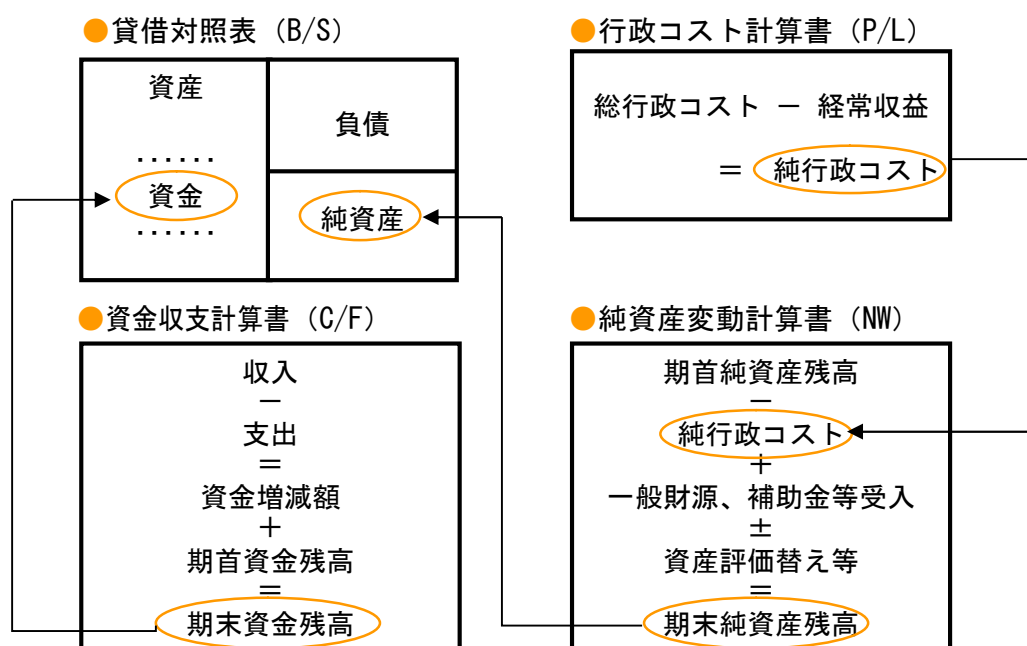 ●貸借対照表（B/S）
資産
......
資金
......
負債
純資産
●行政コスト計算書（P/L）
総行政コスト － 経常収益
＝ 純行政コスト
●資金収支計算書（C/F）
収入
－
支出
＝
資金増減額
＋
期首資金残高
＝
期末資金残高
●純資産変動計算書（NW）
期首純資産残高
－
純行政コスト
＋
一般財源、補助金等受入
±
資産評価替え等
＝
期末純資産残高